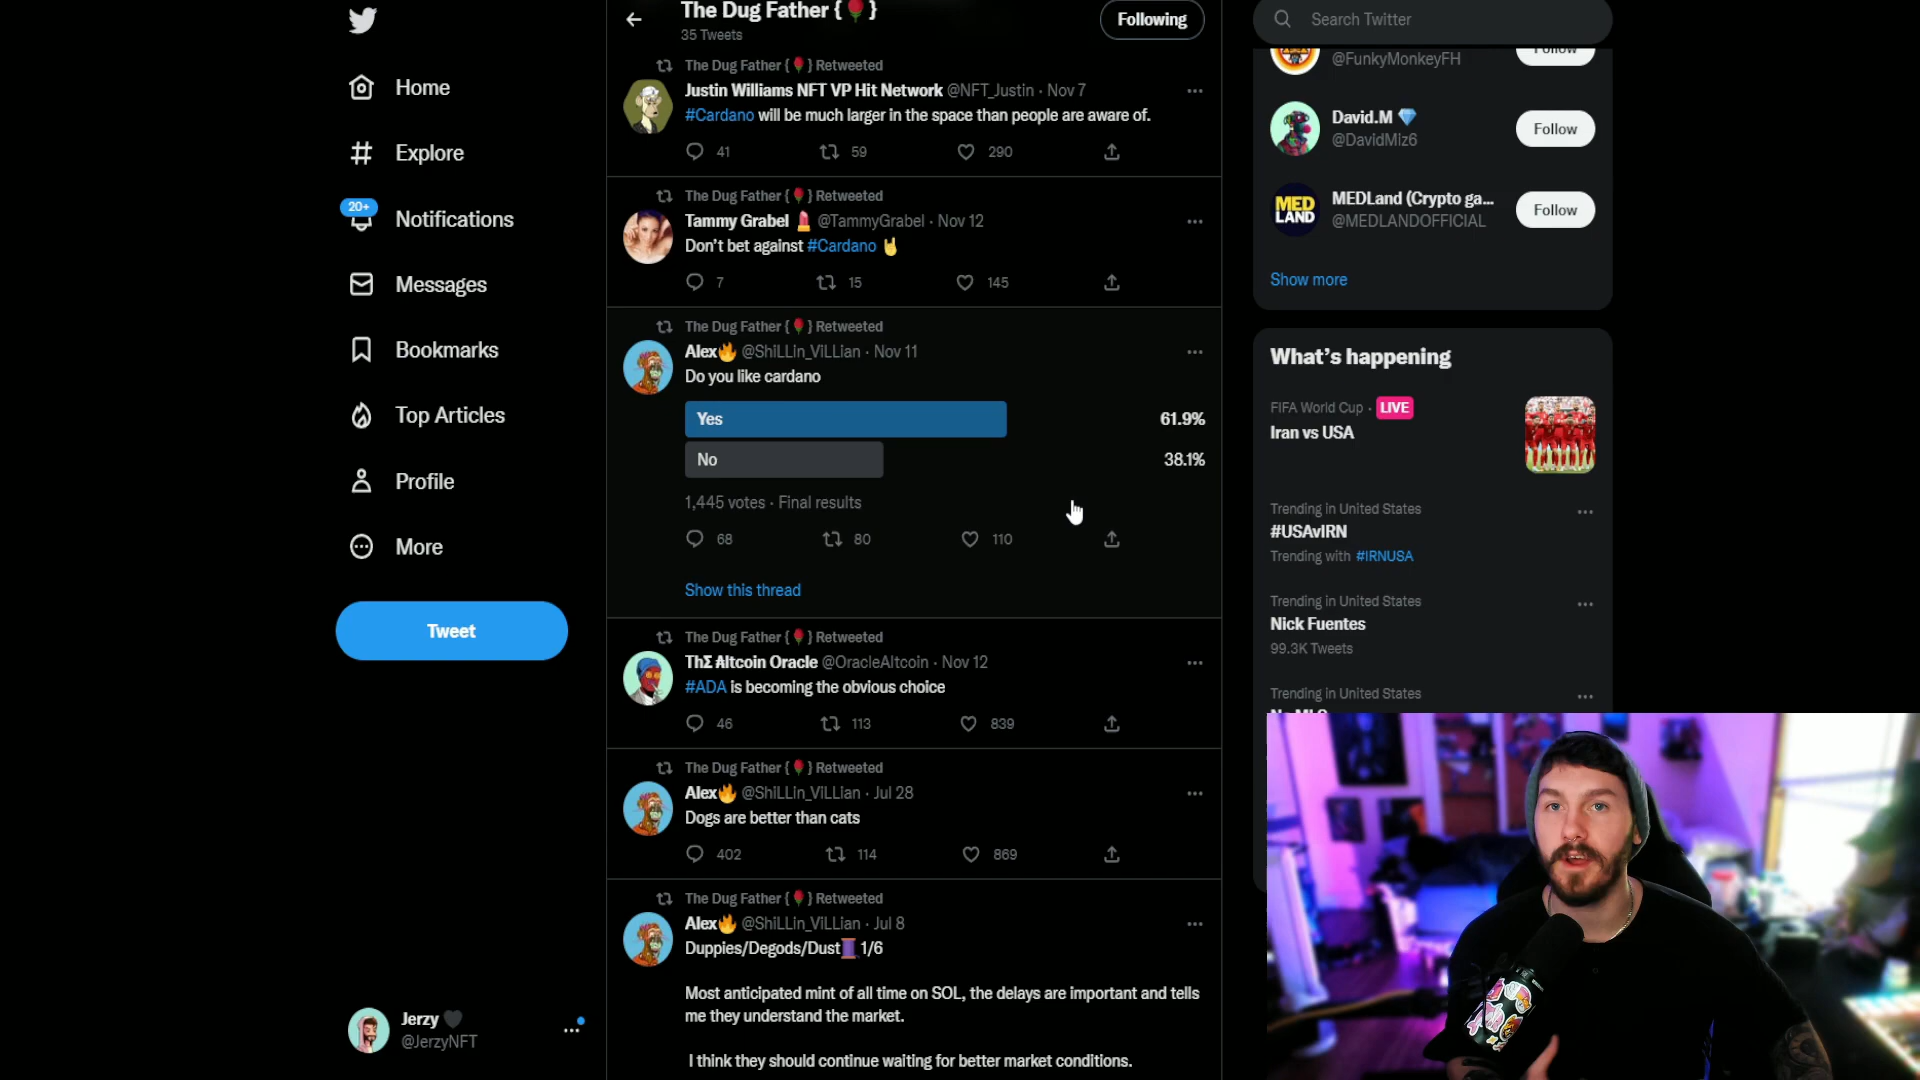 Home
Explore
20+
Notifications
Messages
Bookmarks
Top Articles
Profile
More
Tweet
Jerzy🖤
@JerzyNFT
The Dug Father {🌹}
35 Tweets
Following
The Dug Father {🌹} Retweeted
Justin Williams NFT VP Hit Network @NFT_Justin · Nov 7
#Cardano will be much larger in the space than people are aware of.
41 59 290
The Dug Father {🌹} Retweeted
Tammy Grabel 💄 @TammyGrabel · Nov 12
Don't bet against #Cardano 🤘
7 15 145
The Dug Father {🌹} Retweeted
Alex🔥 @ShiLLin_ViLLian · Nov 11
Do you like cardano
Yes 61.9%
No 38.1%
1,445 votes · Final results
68 80 110
Show this thread
The Dug Father {🌹} Retweeted
ThΣ Ⱥltcoin Oracle @OracleAltcoin · Nov 12
#ADA is becoming the obvious choice
46 113 839
The Dug Father {🌹} Retweeted
Alex🔥 @ShiLLin_ViLLian · Jul 28
Dogs are better than cats
402 114 869
The Dug Father {🌹} Retweeted
Alex🔥 @ShiLLin_ViLLian · Jul 8
Duppies/Degods/Dust🧵 1/6
Most anticipated mint of all time on SOL, the delays are important and tells
me they understand the market.
I think they should continue waiting for better market conditions.
Search Twitter
@FunkyMonkeyFH
Follow
David.M 💎
@DavidMiz6
Follow
MED LAND
MEDLand (Crypto ga...
@MEDLANDOFFICIAL
Follow
Show more
What's happening
FIFA World Cup · LIVE
Iran vs USA
Trending in United States
#USAvIRN
Trending with #IRNUSA
Trending in United States
Nick Fuentes
99.3K Tweets
Trending in United States